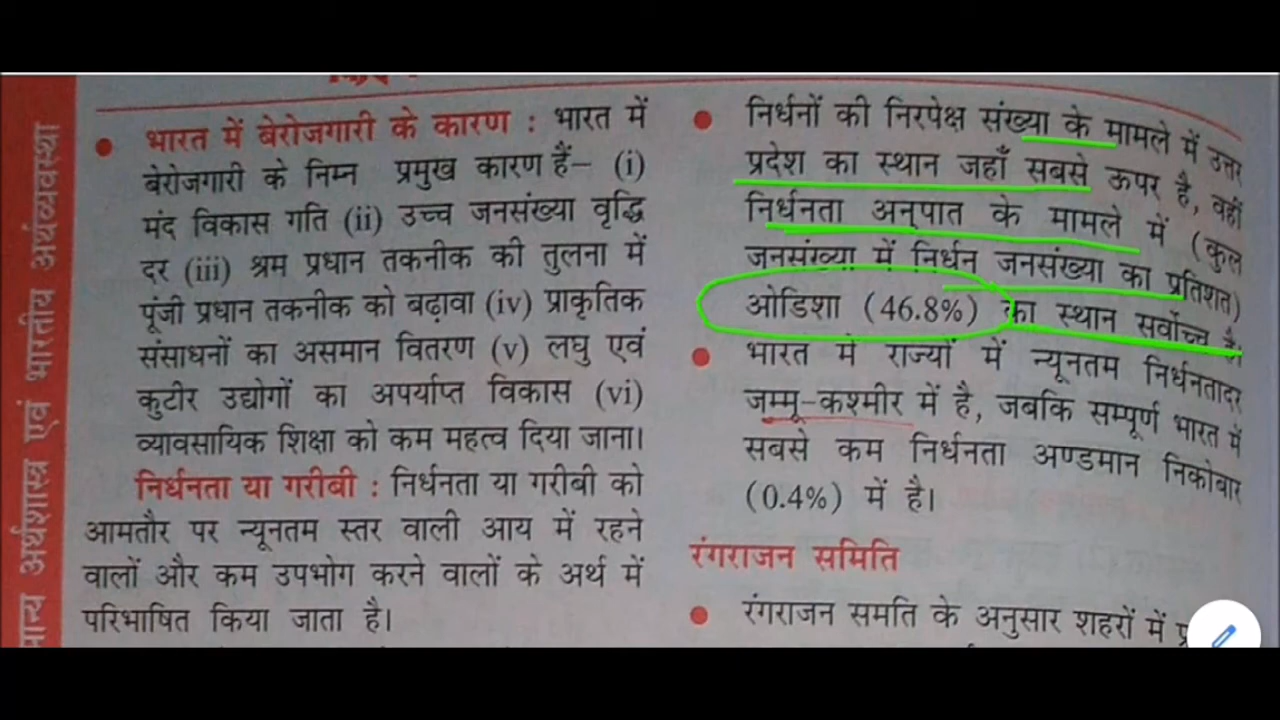 मान्य अर्थशास्त्र एवं भारतीय अर्थव्यवस्था
भारत में बेरोजगारी के कारण : भारत में
बेरोजगारी के निम्न प्रमुख कारण हैं– (i)
मंद विकास गति (ii) उच्च जनसंख्या वृद्धि
दर (iii) श्रम प्रधान तकनीक की तुलना में
पूंजी प्रधान तकनीक को बढ़ावा (iv) प्राकृतिक
संसाधनों का असमान वितरण (v) लघु एवं
कुटीर उद्योगों का अपर्याप्त विकास (vi)
व्यावसायिक शिक्षा को कम महत्व दिया जाना।
निर्धनता या गरीबी : निर्धनता या गरीबी को
आमतौर पर न्यूनतम स्तर वाली आय में रहने
वालों और कम उपभोग करने वालों के अर्थ में
परिभाषित किया जाता है।
निर्धनों की निरपेक्ष संख्या के मामले में उत्तर
प्रदेश का स्थान जहाँ सबसे ऊपर है, वहीं
निर्धनता अनुपात के मामले में (कुल
जनसंख्या में निर्धन जनसंख्या का प्रतिशत)
ओडिशा (46.8%) का स्थान सर्वोच्च है।
भारत में राज्यों में न्यूनतम निर्धनतादर
जम्मू-कश्मीर में है, जबकि सम्पूर्ण भारत में
सबसे कम निर्धनता अण्डमान निकोबार
(0.4%) में है।
रंगराजन समिति
रंगराजन समति के अनुसार शहरों में